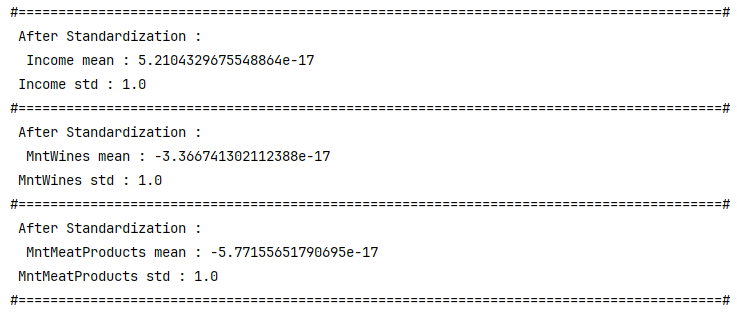 #========================================================================================#
After Standardization :
Income mean : 5.2104329675548864e-17
Income std : 1.0
#========================================================================================#
After Standardization :
MntWines mean : -3.366741302112388e-17
MntWines std : 1.0
#========================================================================================#
After Standardization :
MntMeatProducts mean : -5.77155651790695e-17
MntMeatProducts std : 1.0
#========================================================================================#